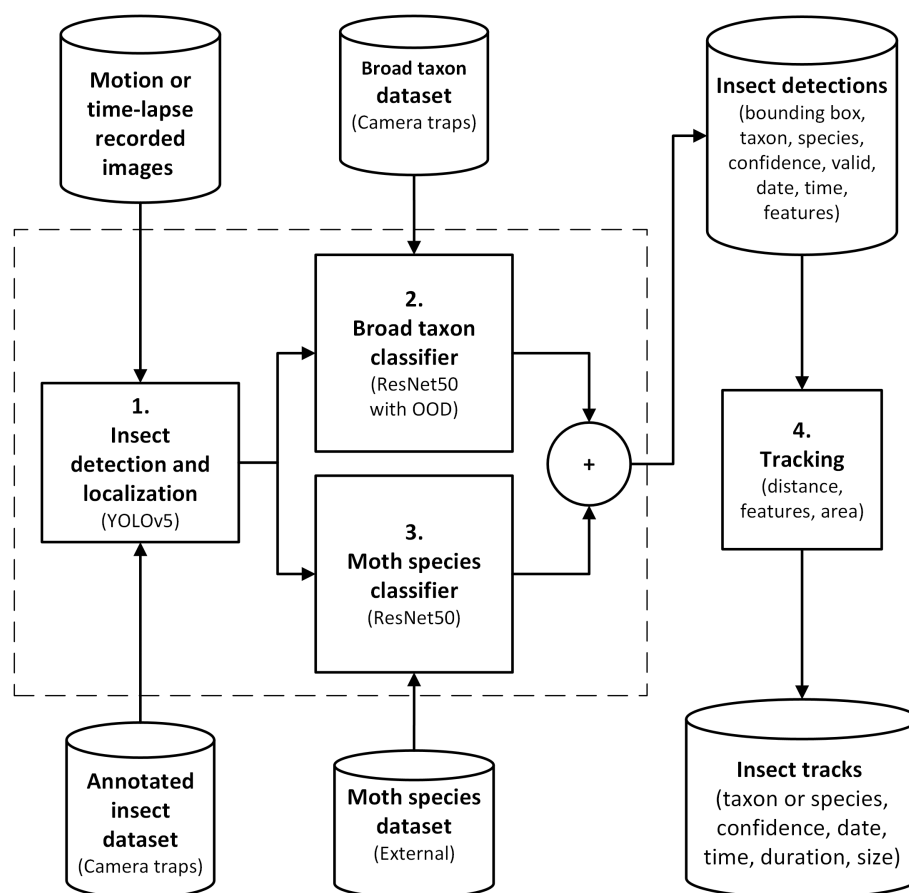 Motion or
time-lapse
recorded
images
Broad taxon
dataset
(Camera traps)
Insect detections
(bounding box,
taxon, species,
confidence, valid,
date, time,
features)
1.
Insect
detection and
localization
(YOLOv5)
2.
Broad taxon
classifier
(ResNet50
with OOD)
3.
Moth species
classifier
(ResNet50)
+
4.
Tracking
(distance,
features, area)
Annotated
insect
dataset
(Camera traps)
Moth species
dataset
(External)
Insect tracks
(taxon or species,
confidence, date,
time, duration, size)